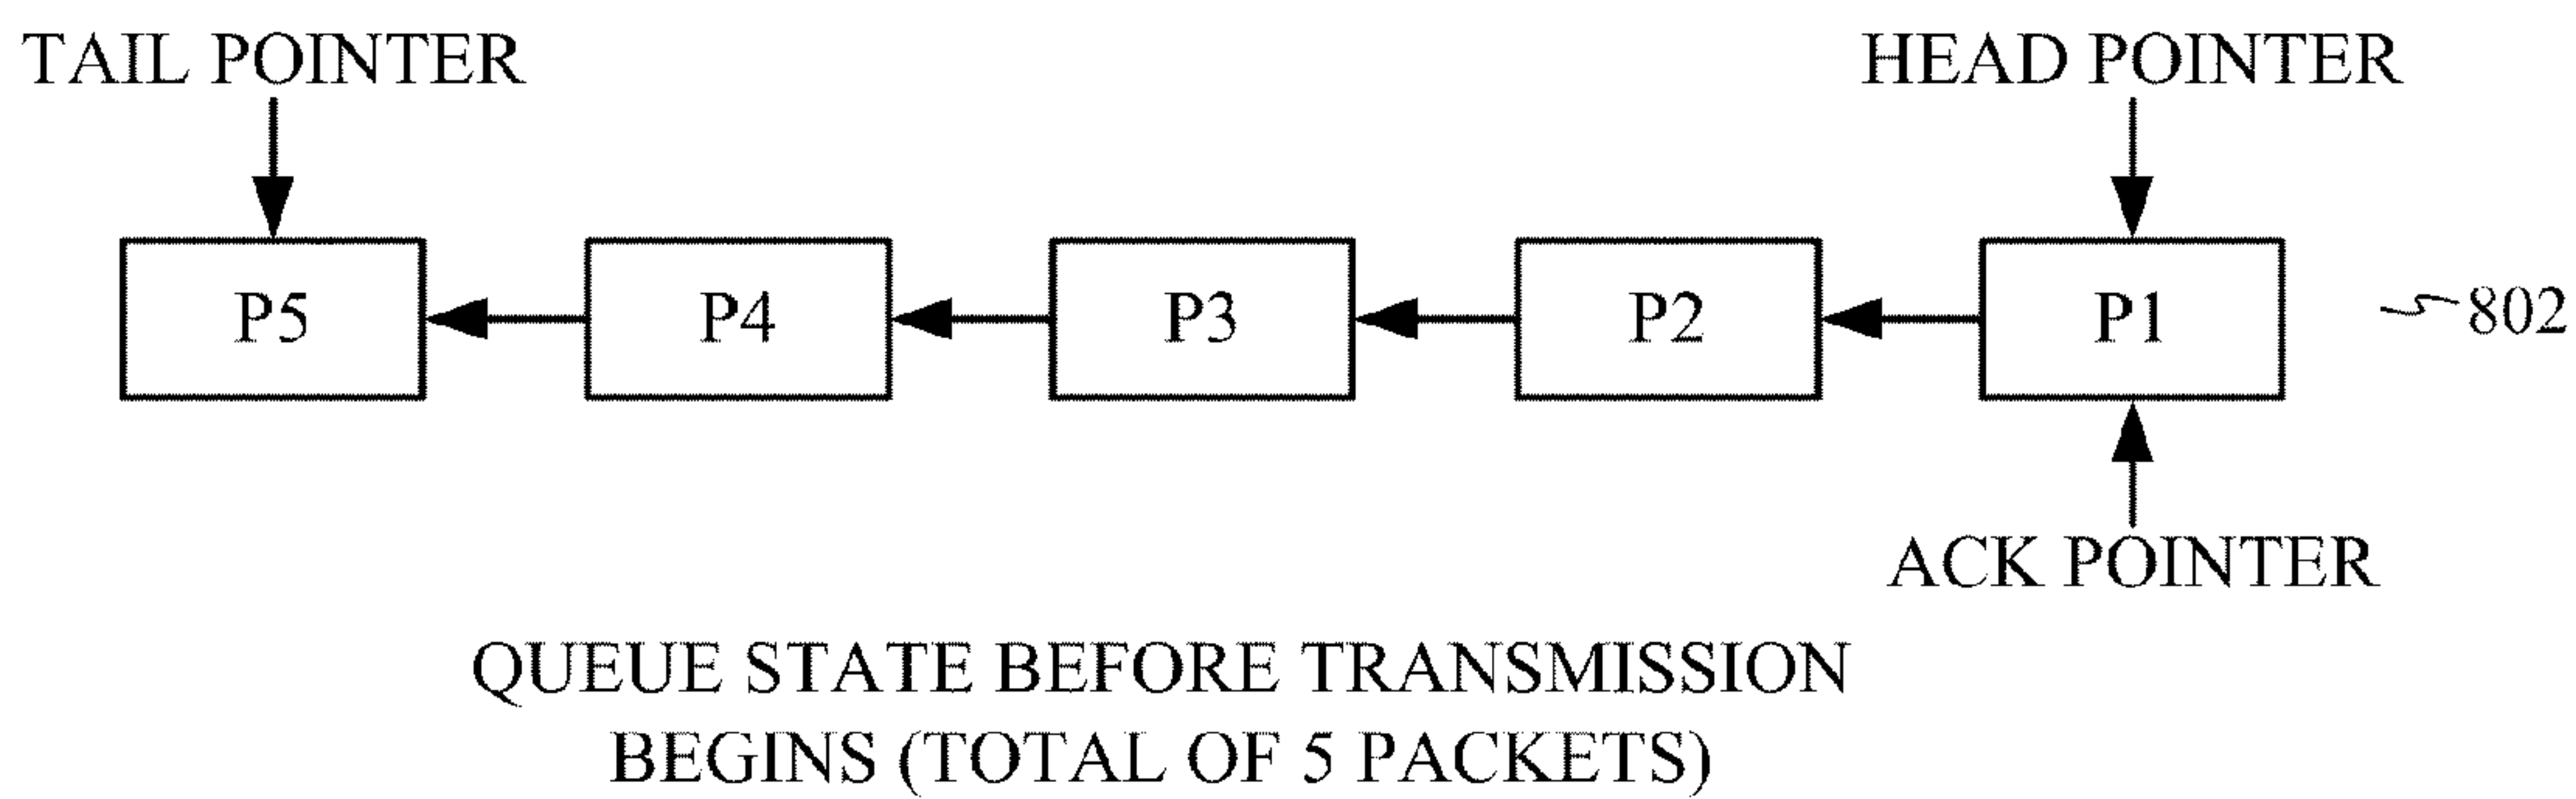 TAIL POINTER
HEAD POINTER
P5
P4
P3
P2
P1
802
ACK POINTER
QUEUE STATE BEFORE TRANSMISSION
BEGINS (TOTAL OF 5 PACKETS)